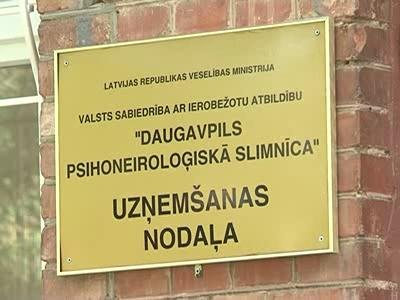 LATVIJAS REPUBLIKAS VESELĪBAS MINISTRIJA
VALSTS SABIEDRĪBA AR IEROBEŽOTU ATBILDĪBU
"DAUGAVPILS
PSIHONEIROLOĢISKĀ SLIMNĪCA"
UZŅEMŠANAS
NODAĻA